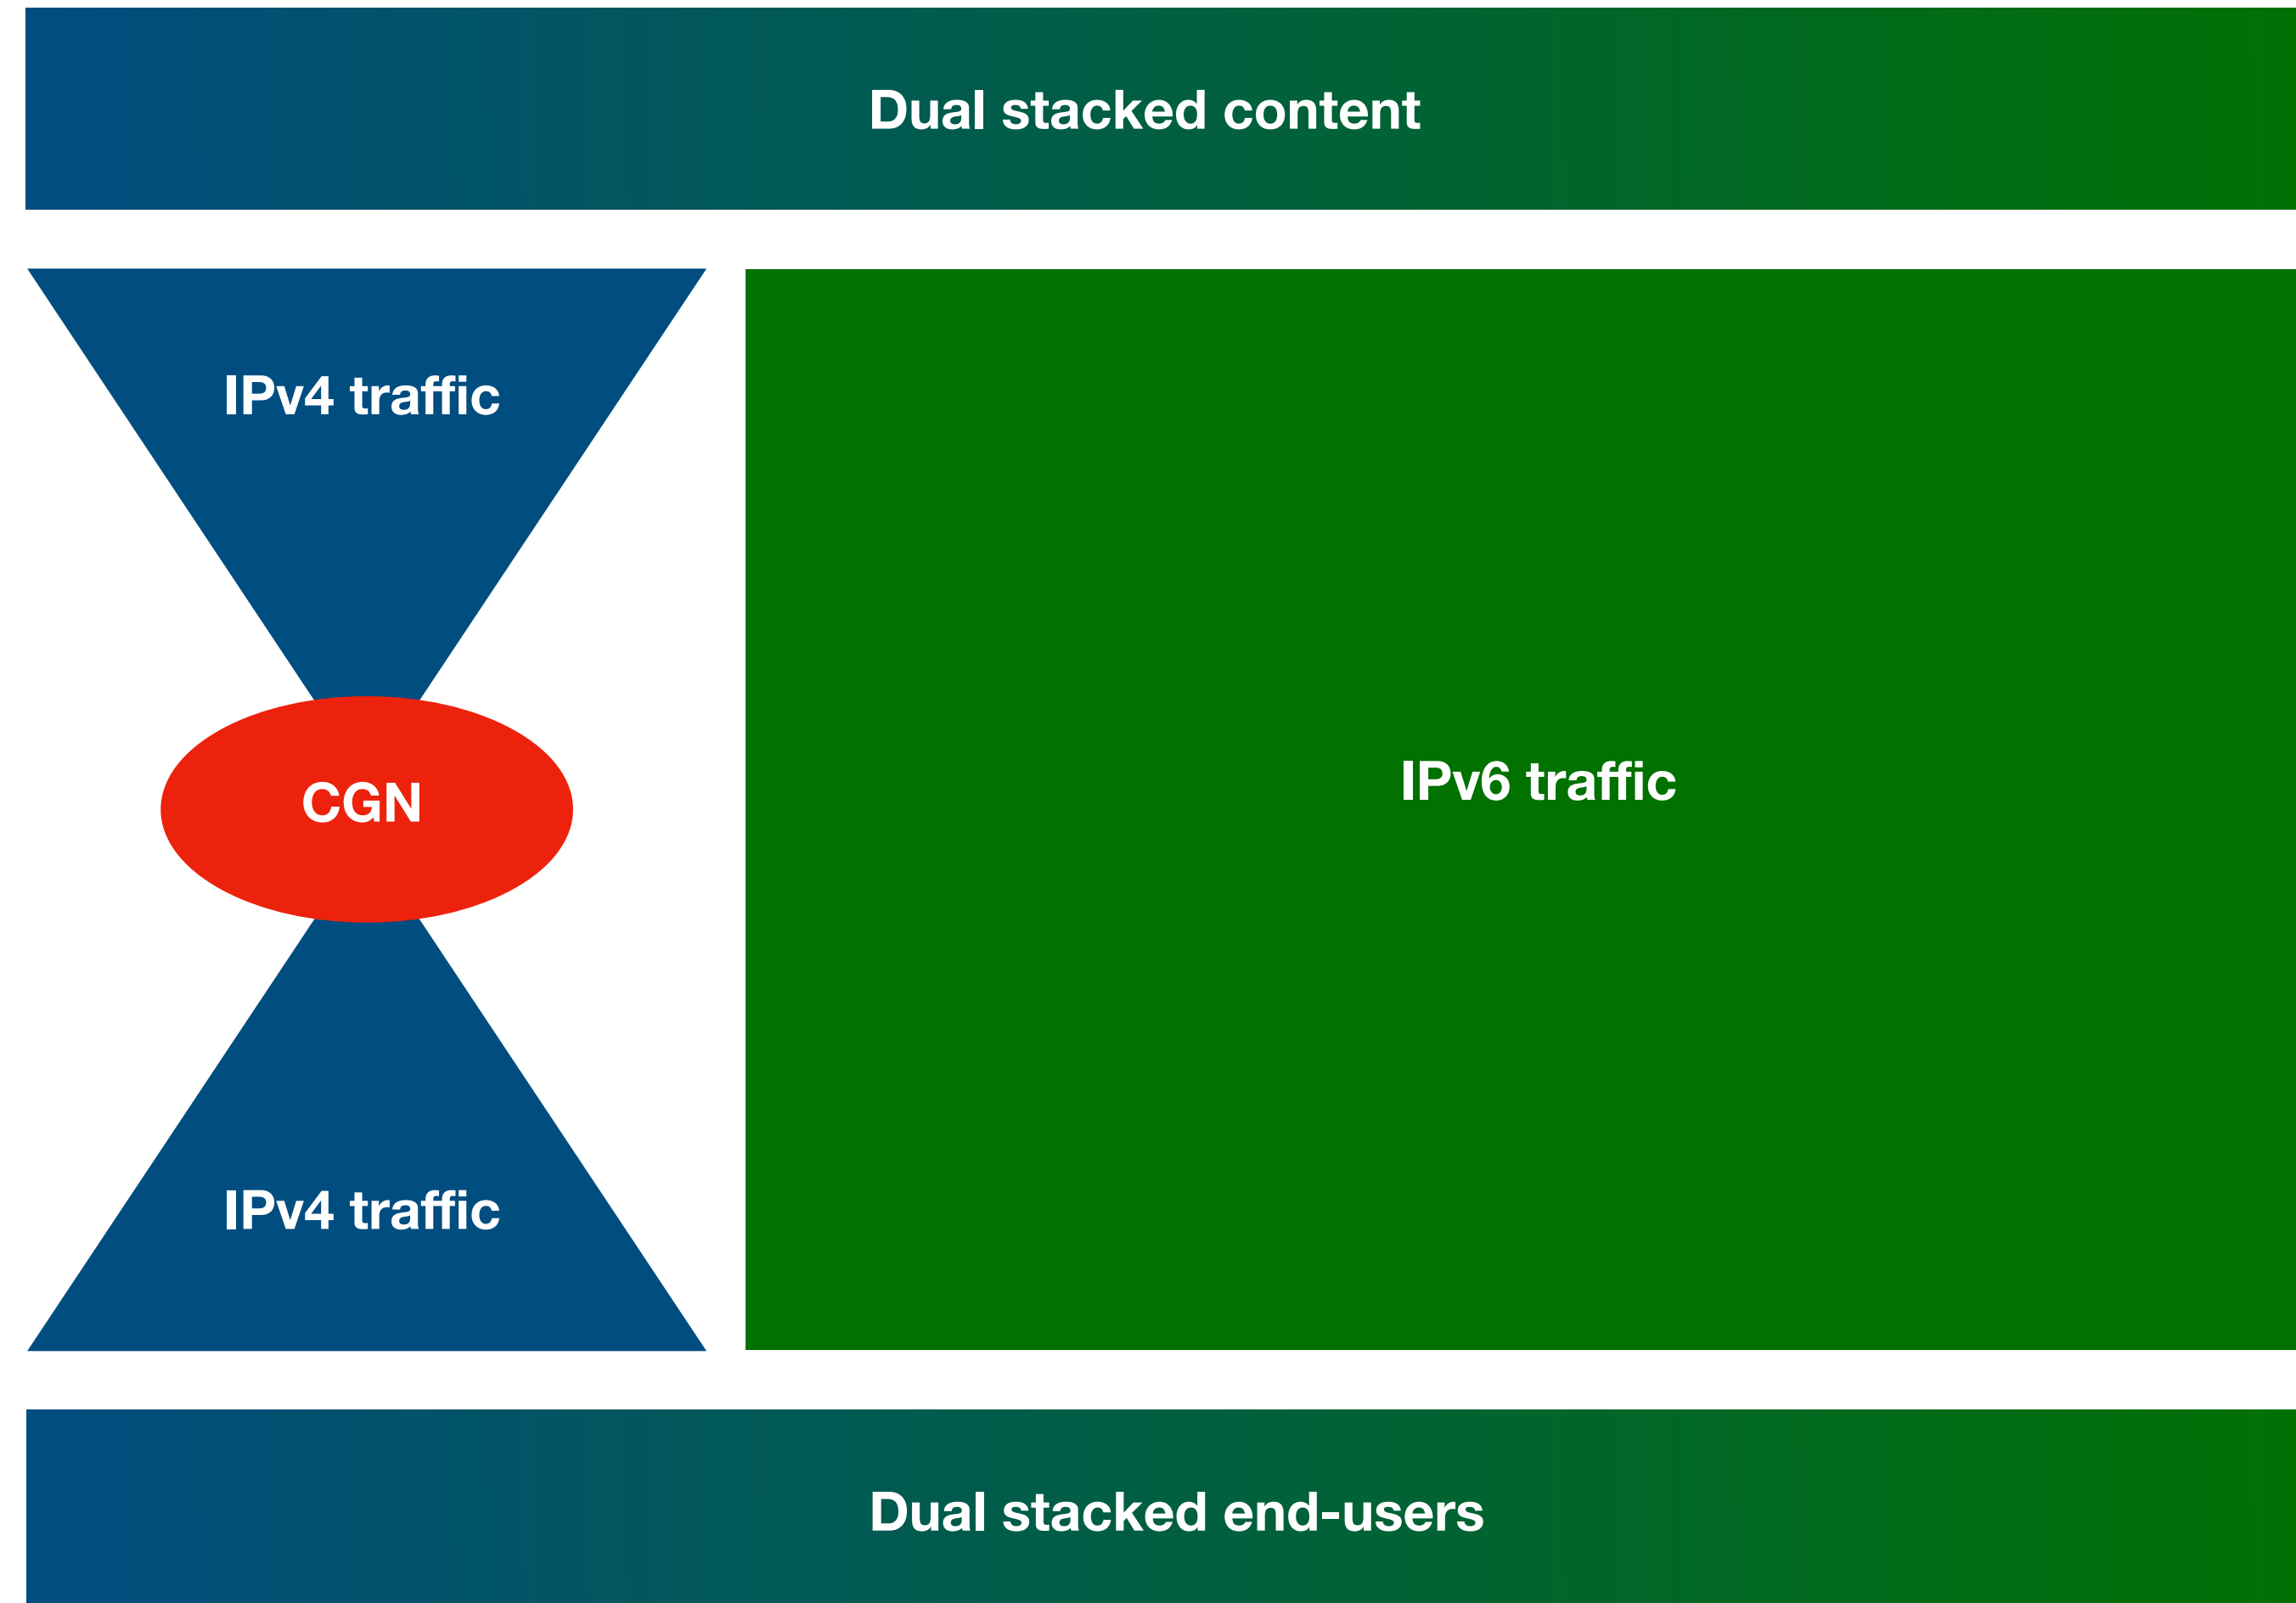 Dual stacked content
IPv4 traffic
CGN
IPv6 traffic
IPv4 traffic
Dual stacked end-users